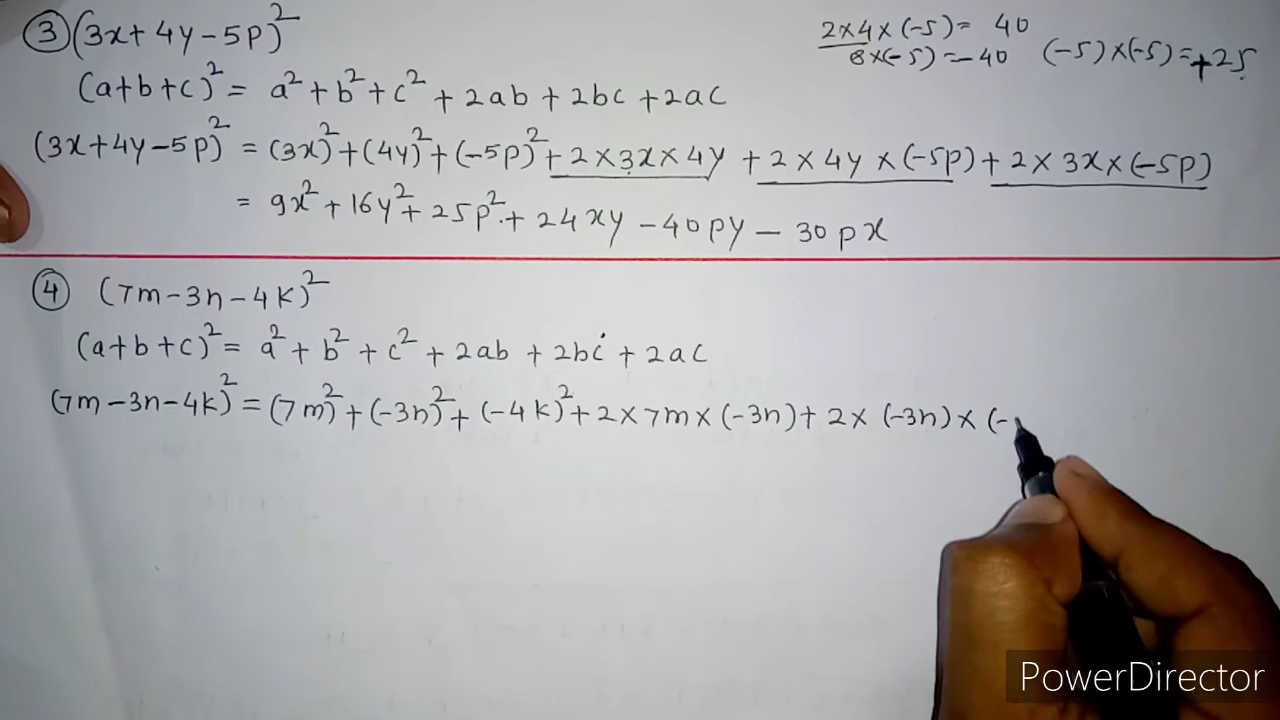 ③ (3x+4y-5p)²
2×4×(-5)= 40
8×(-5)=-40 (-5)×(-5)=+25
(a+b+c)² = a²+b²+c²+2ab+2bc+2ac
(3x+4y-5p)² = (3x)²+(4y)²+(-5p)²+2×3x×4y+2×4y×(-5p)+2×3x×(-5p)
= 9x²+16y²+25p²+24xy-40py-30px
④ (7m-3n-4k)²
(a+b+c)² = a²+b²+c²+2ab+2bc+2ac
(7m-3n-4k)² = (7m)²+(-3n)²+(-4k)²+2×7m×(-3n)+2×(-3n)×(-
PowerDirector